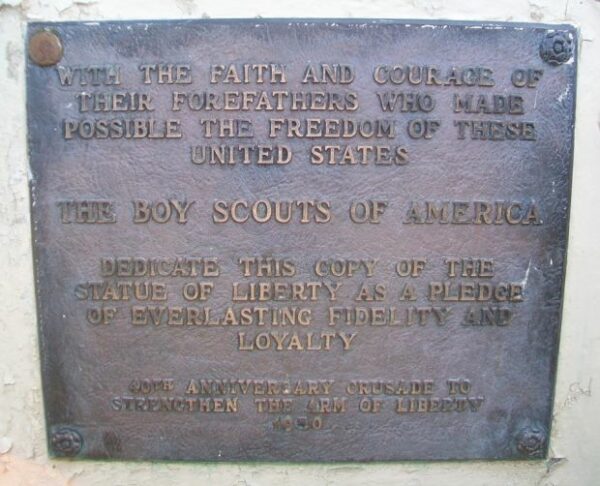 WITH THE FAITH AND COURAGE OF
THEIR FOREFATHERS WHO MADE
POSSIBLE THE FREEDOM OF THESE
UNITED STATES
THE BOY SCOUTS OF AMERICA
DEDICATE THIS COPY OF THE
STATUE OF LIBERTY AS A PLEDGE
OF EVERLASTING FIDELITY AND
LOYALTY
40TH ANNIVERSARY CRUSADE TO
STRENGTHEN THE ARM OF LIBERTY
1950